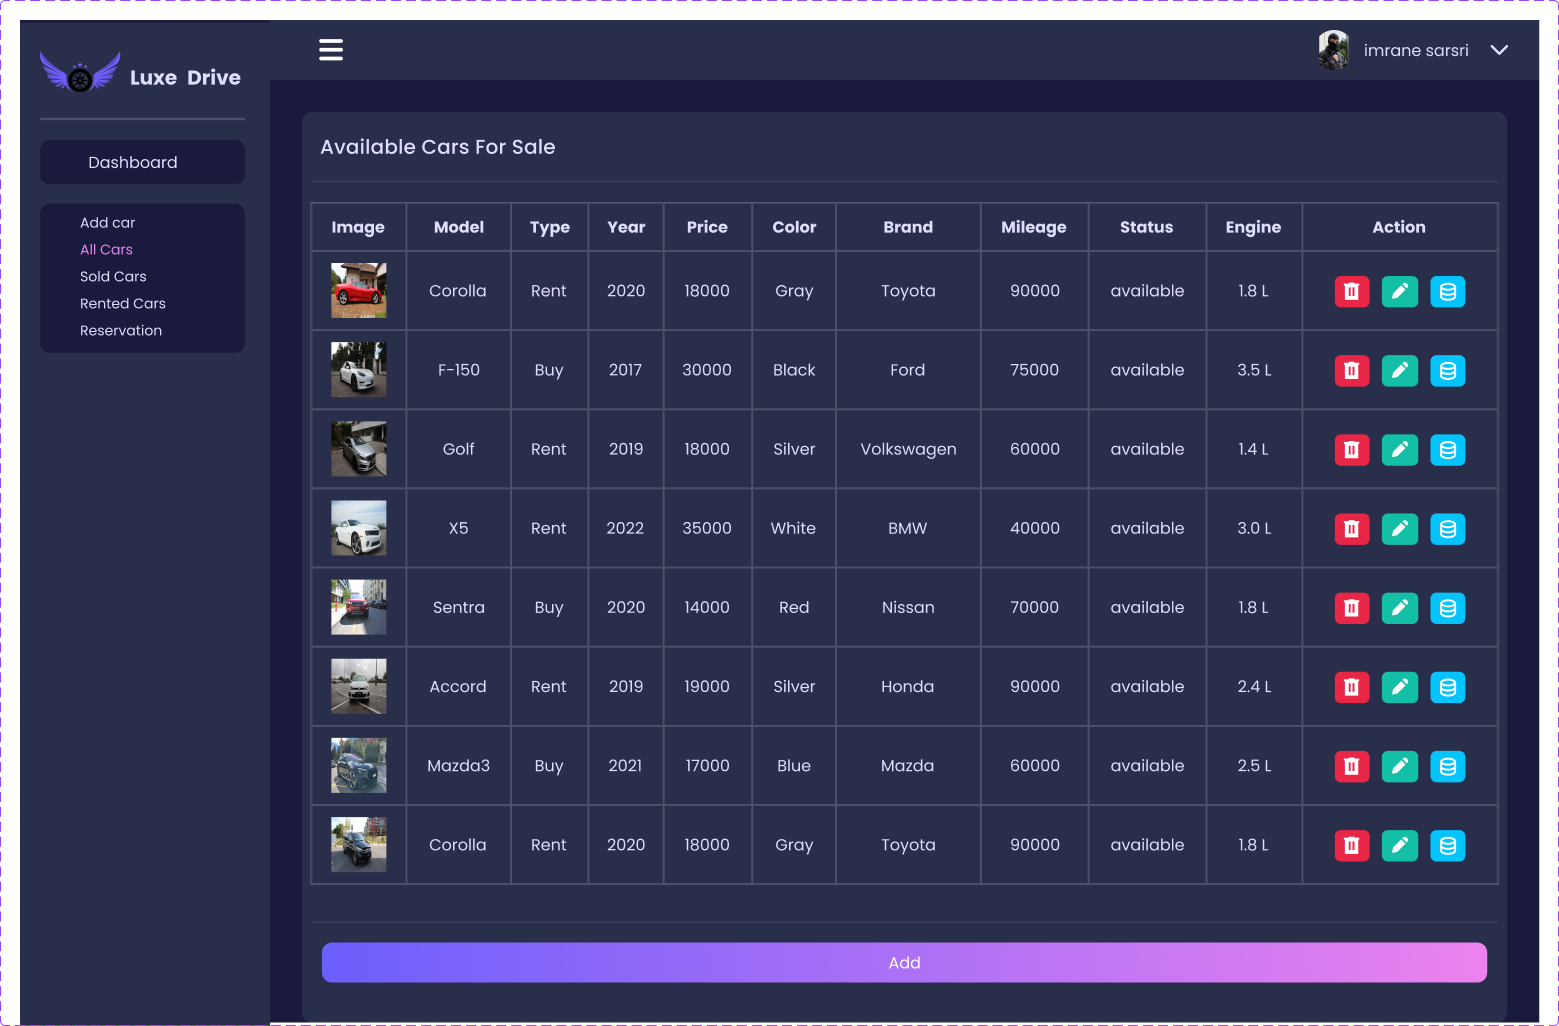 Luxe Drive
imrane sarsri
Dashboard
Add car
All Cars
Sold Cars
Rented Cars
Reservation
Available Cars For Sale
Image Model Type Year Price Color Brand Mileage Status Engine Action
Corolla Rent 2020 18000 Gray Toyota 90000 available 1.8 L
F-150 Buy 2017 30000 Black Ford 75000 available 3.5 L
Golf Rent 2019 18000 Silver Volkswagen 60000 available 1.4 L
X5 Rent 2022 35000 White BMW 40000 available 3.0 L
Sentra Buy 2020 14000 Red Nissan 70000 available 1.8 L
Accord Rent 2019 19000 Silver Honda 90000 available 2.4 L
Mazda3 Buy 2021 17000 Blue Mazda 60000 available 2.5 L
Corolla Rent 2020 18000 Gray Toyota 90000 available 1.8 L
Add